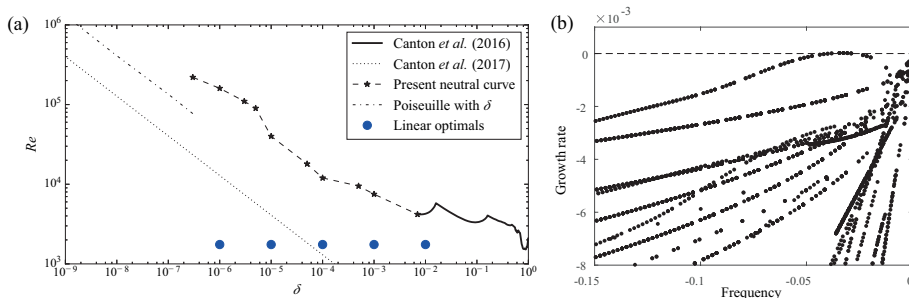 (a)
10^6
10^5
10^4
10^3
Re
10^-9 10^-8 10^-7 10^-6 10^-5 10^-4 10^-3 10^-2 10^-1 10^0
δ
Canton et al. (2016)
Canton et al. (2017)
Present neutral curve
Poiseuille with δ
Linear optimals
(b)
×10^-3
0
-2
-4
-6
-8
Growth rate
-0.15 -0.1 -0.05 0
Frequency